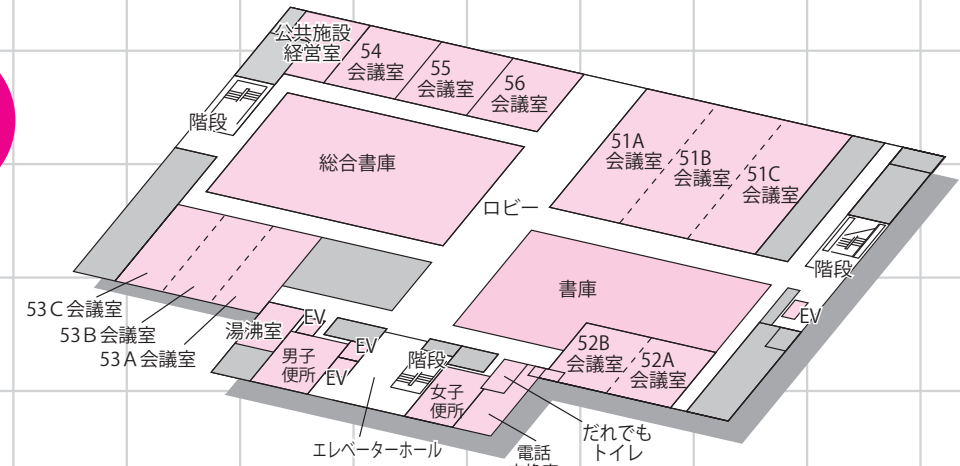 公共施設
経営室
54
会議室
55
会議室
56
会議室
階段
総合書庫
51A
会議室
51B
会議室
51C
会議室
ロビー
階段
書庫
EV
53C会議室
53B会議室
53A会議室
湯沸室
EV
男子
便所
EV
EV
階段
女子
便所
52B
会議室
52A
会議室
エレベーターホール
電話
だれでも
トイレ